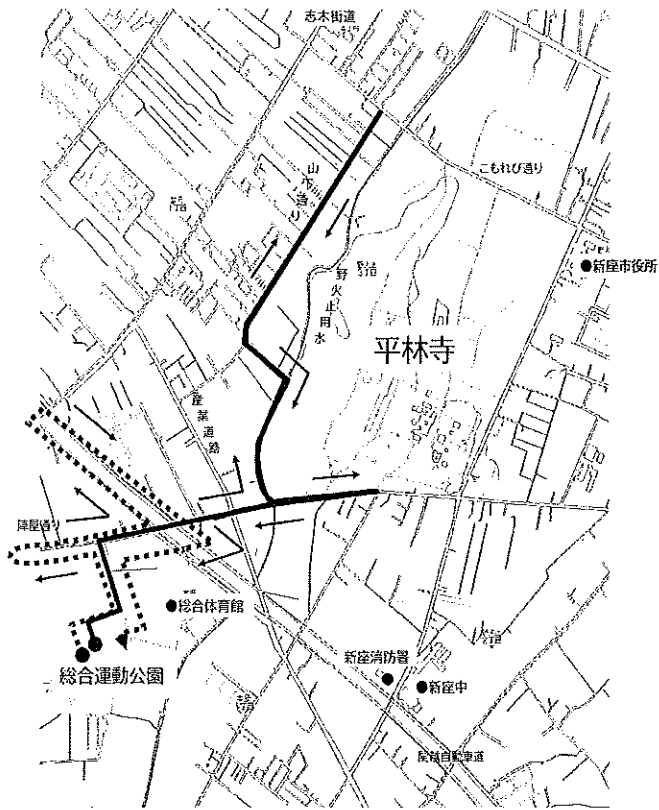 志木街道
こもれび通り
山下通り
●新座市役所
野火止用水
平林寺
産業道路
陣屋通り
●総合体育館
総合運動公園
新座消防署
●新座中
関越自動車道